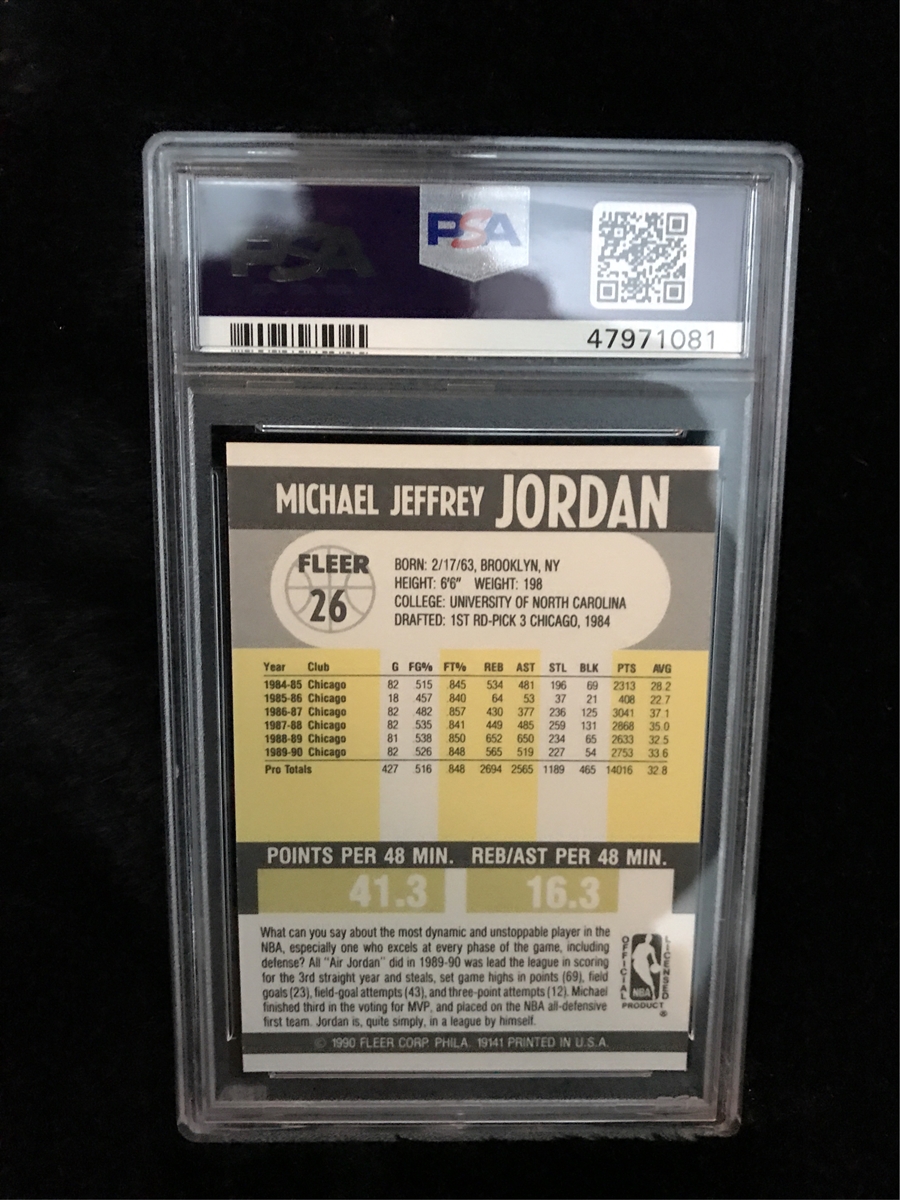 PSA
PSA
47971081
MICHAEL JEFFREY JORDAN
FLEER
26
BORN: 2/17/63, BROOKLYN, NY
HEIGHT: 6'6" WEIGHT: 198
COLLEGE: UNIVERSITY OF NORTH CAROLINA
DRAFTED: 1ST RD-PICK 3 CHICAGO, 1984
Year Club G FG% FT% REB AST STL BLK PTS AVG
1984-85 Chicago 82 .515 .845 534 481 196 69 2313 28.2
1985-86 Chicago 18 .457 .840 64 53 37 21 408 22.7
1986-87 Chicago 82 .482 .857 430 377 236 125 3041 37.1
1987-88 Chicago 82 .535 .841 449 485 259 131 2868 35.0
1988-89 Chicago 81 .538 .850 652 650 234 65 2633 32.5
1989-90 Chicago 82 .526 .848 565 519 227 54 2753 33.6
Pro Totals 427 .516 .848 2694 2565 1189 465 14016 32.8
POINTS PER 48 MIN. REB/AST PER 48 MIN.
41.3 16.3
What can you say about the most dynamic and unstoppable player in the
NBA, especially one who excels at every phase of the game, including
defense? All "Air Jordan" did in 1989-90 was lead the league in scoring
for the 3rd straight year and steals, set game highs in points (69), field
goals (23), field-goal attempts (43), and three-point attempts (12). Michael
finished third in the voting for MVP, and placed on the NBA all-defensive
first team. Jordan is, quite simply, in a league by himself.
OFFICIAL
LICENSED
NBA
PRODUCT
®
© 1990 FLEER CORP. PHILA. 19141 PRINTED IN U.S.A.